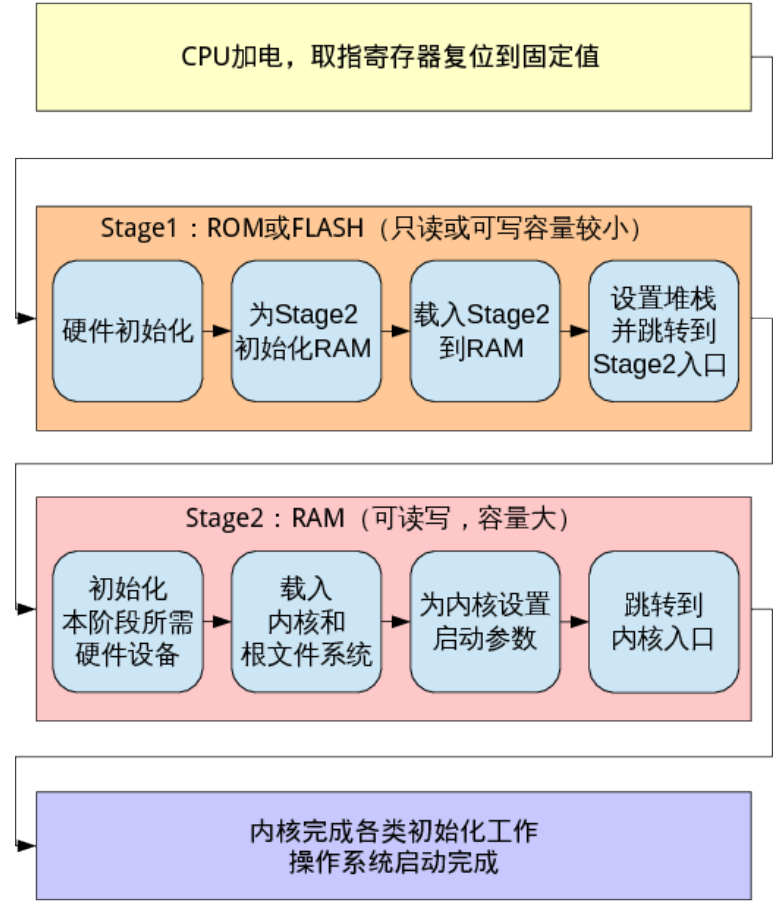 CPU加电，取指寄存器复位到固定值
Stage1：ROM或FLASH（只读或可写容量较小）
硬件初始化
为Stage2
初始化RAM
载入Stage2
到RAM
设置堆栈
并跳转到
Stage2入口
Stage2：RAM（可读写，容量大）
初始化
本阶段所需
硬件设备
载入
内核和
根文件系统
为内核设置
启动参数
跳转到
内核入口
内核完成各类初始化工作
操作系统启动完成